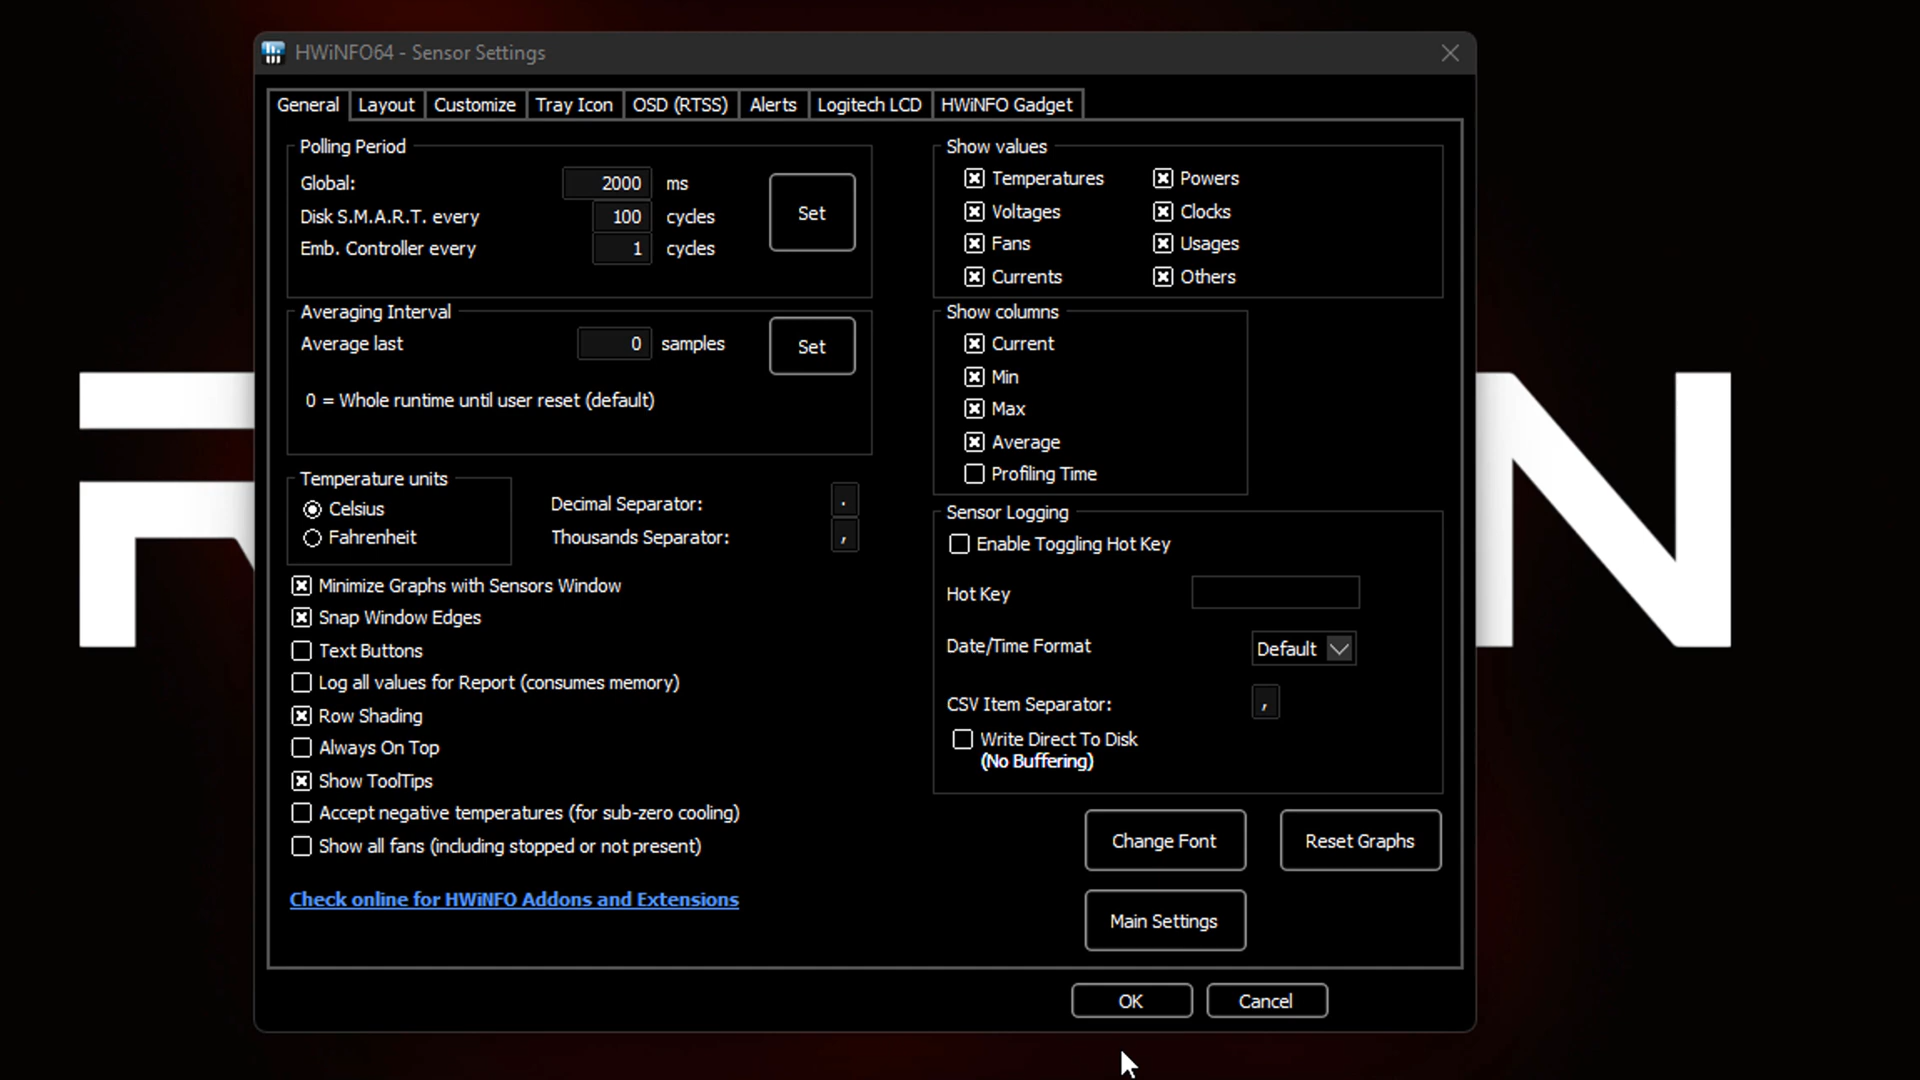 HWiNFO64 - Sensor Settings
General Layout Customize Tray Icon OSD (RTSS) Alerts Logitech LCD HWiNFO Gadget
Polling Period
Global: 2000 ms
Disk S.M.A.R.T. every 100 cycles
Emb. Controller every 1 cycles
Set
Averaging Interval
Average last 0 samples
Set
0 = Whole runtime until user reset (default)
Temperature units
Celsius
Fahrenheit
Decimal Separator: .
Thousands Separator: ,
Minimize Graphs with Sensors Window
Snap Window Edges
Text Buttons
Log all values for Report (consumes memory)
Row Shading
Always On Top
Show ToolTips
Accept negative temperatures (for sub-zero cooling)
Show all fans (including stopped or not present)
Check online for HWiNFO Addons and Extensions
Show values
Temperatures Powers
Voltages Clocks
Fans Usages
Currents Others
Show columns
Current
Min
Max
Average
Profiling Time
Sensor Logging
Enable Toggling Hot Key
Hot Key
Date/Time Format Default
CSV Item Separator: ,
Write Direct To Disk
(No Buffering)
Change Font Reset Graphs
Main Settings
OK Cancel
N